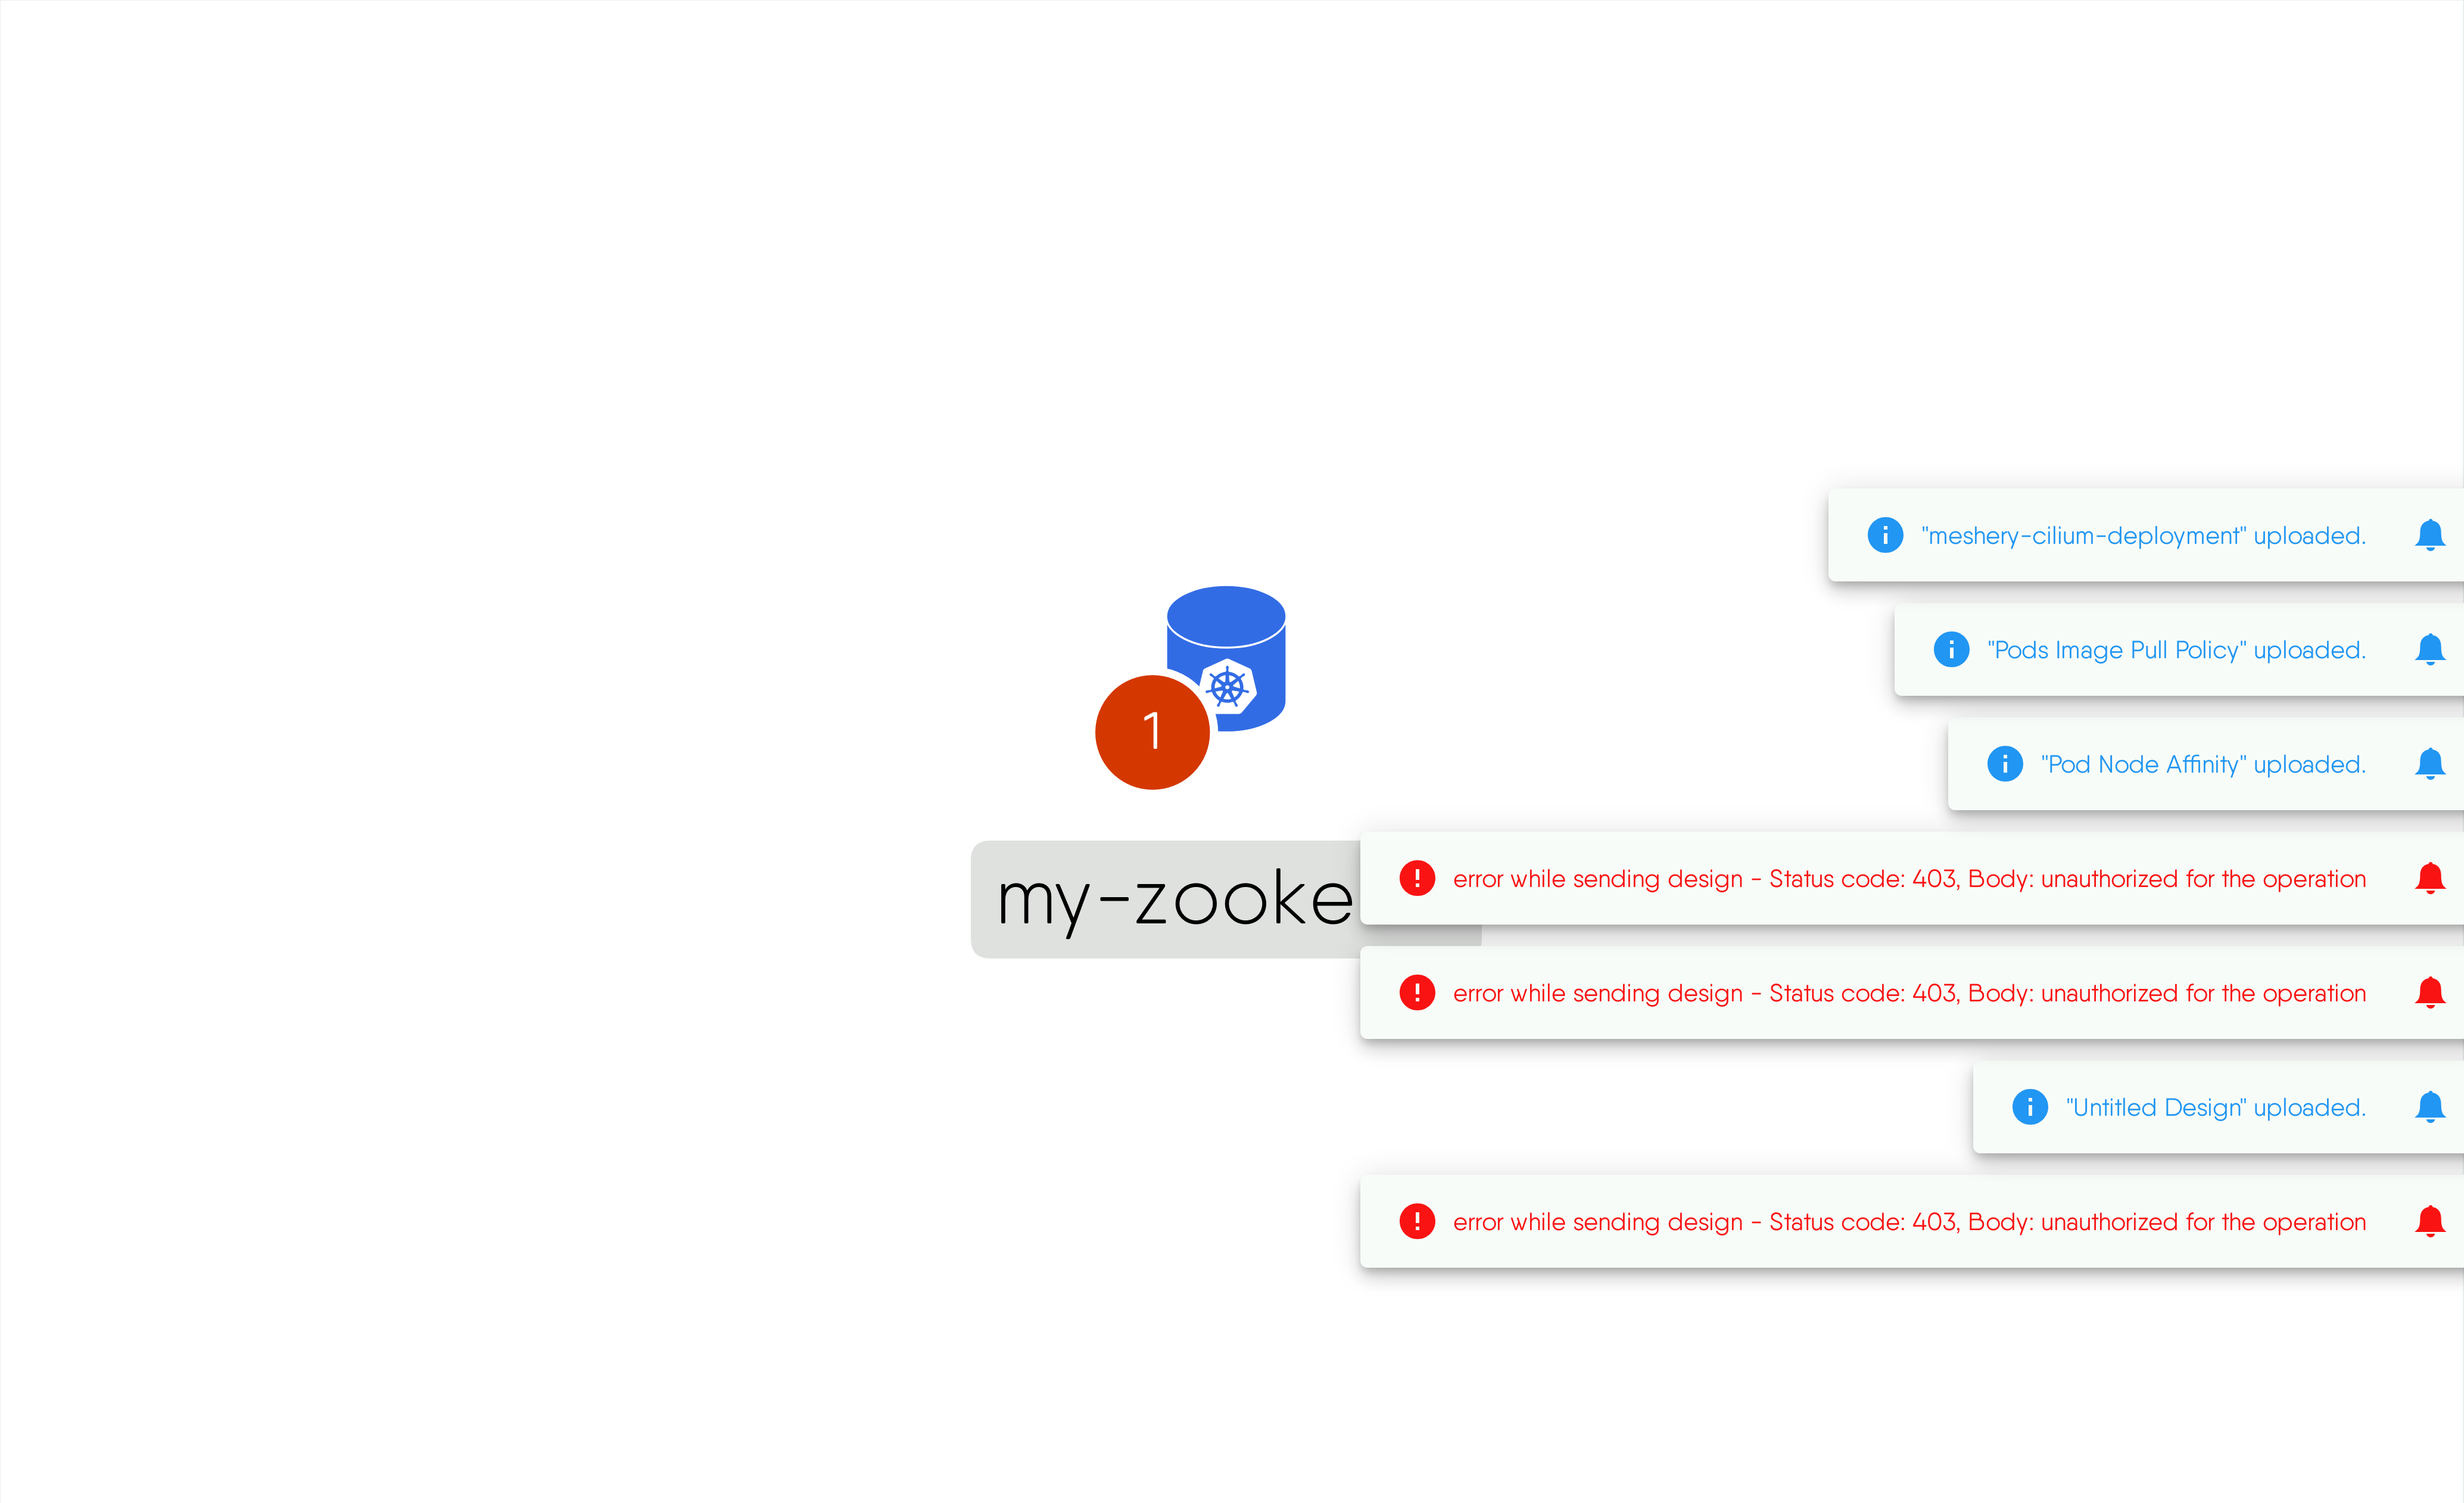 "meshery-cilium-deployment" uploaded.
"Pods Image Pull Policy" uploaded.
1
"Pod Node Affinity" uploaded.
my-zooke
error while sending design - Status code: 403, Body: unauthorized for the operation
error while sending design - Status code: 403, Body: unauthorized for the operation
"Untitled Design" uploaded.
error while sending design - Status code: 403, Body: unauthorized for the operation